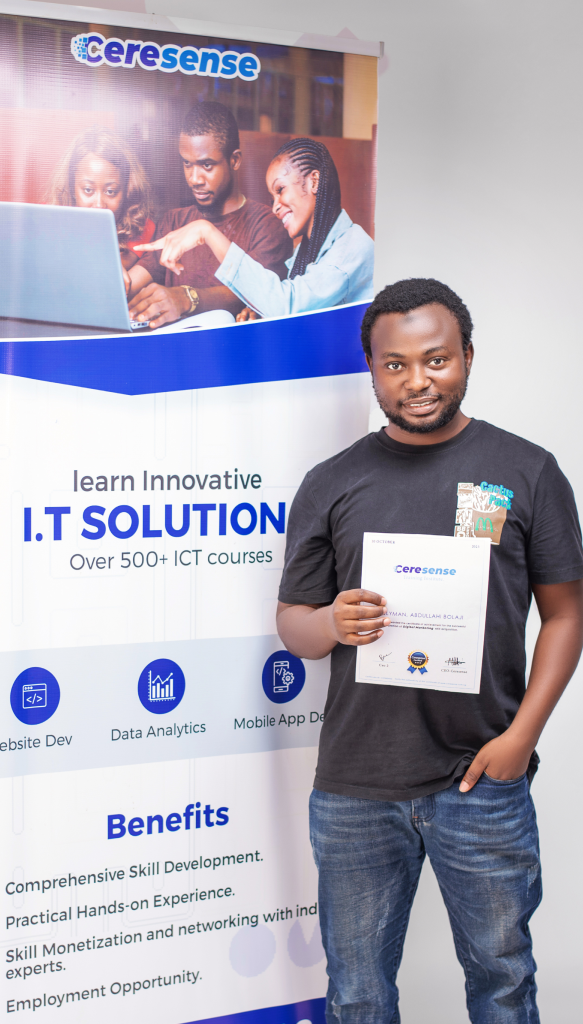 Ceresense
learn Innovative
I.T SOLUTION
Over 500+ ICT courses
ebsite Dev
Data Analytics
Mobile App De
Benefits
Comprehensive Skill Development.
Practical Hands-on Experience.
Skill Monetization and networking with ind
experts.
Employment Opportunity.
Cactus
Ceresense
YMAN, ABDULLAH BOLAJI
Digital Marketing